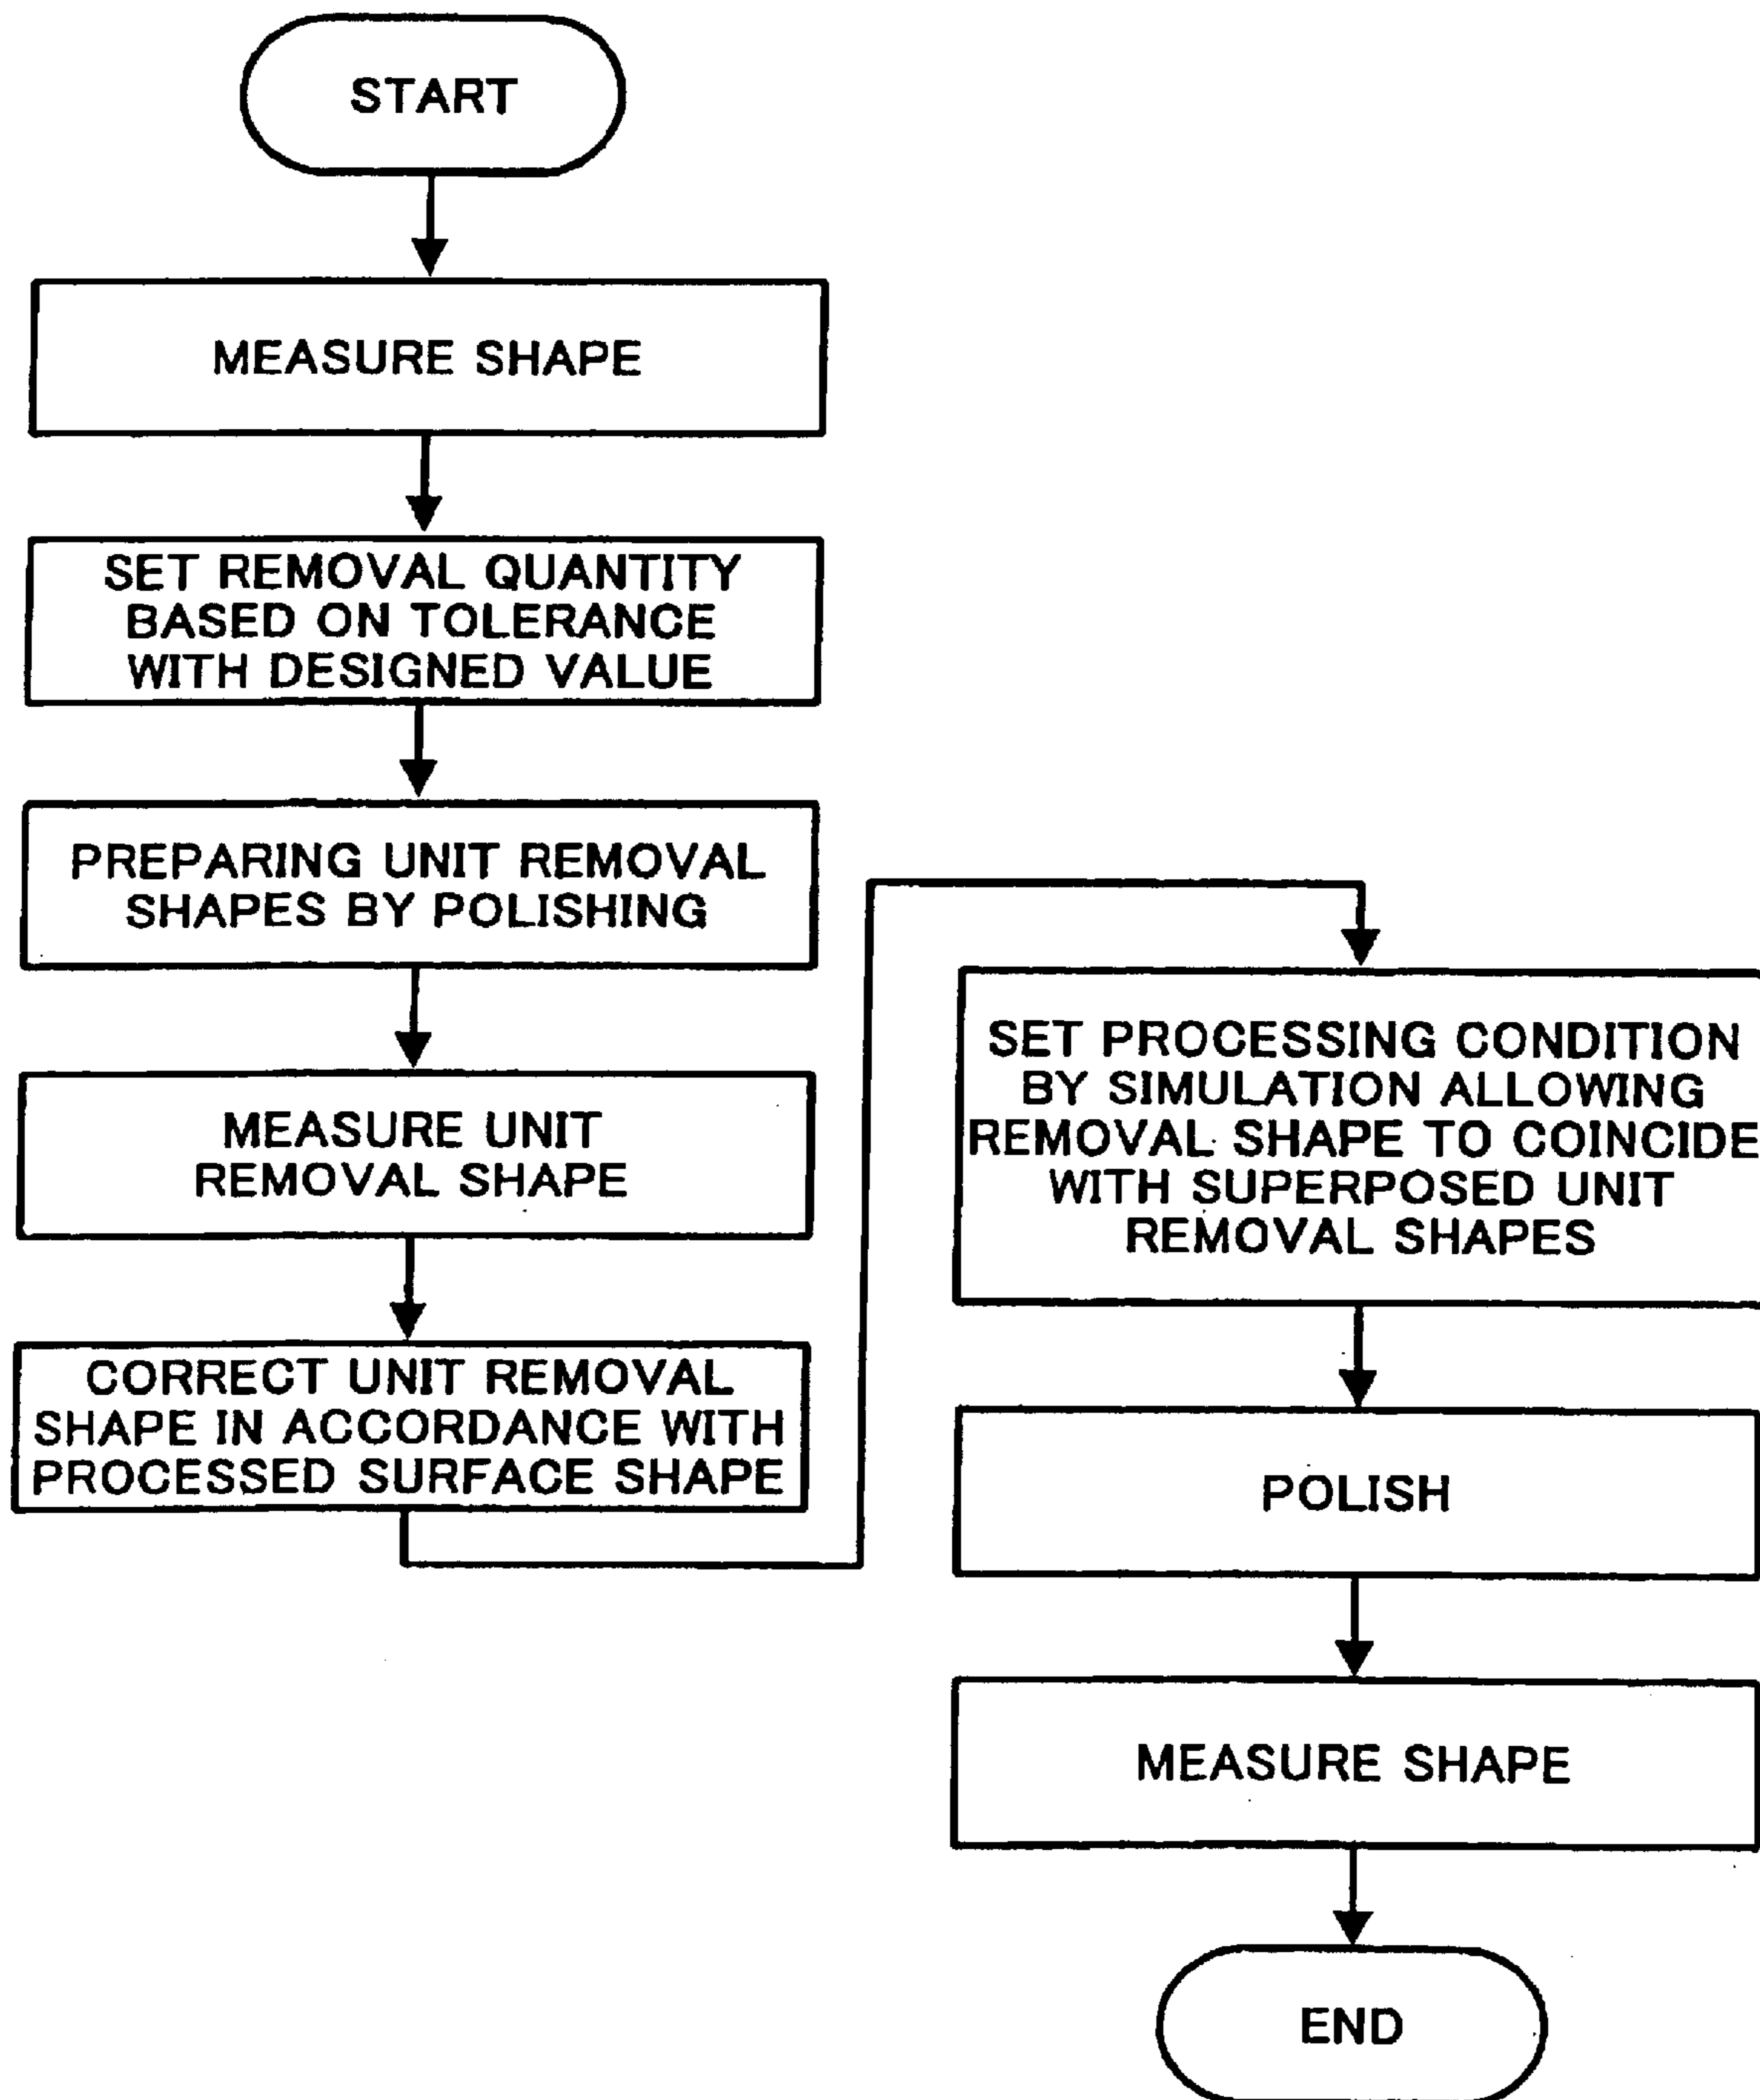 START
MEASURE SHAPE
SET REMOVAL QUANTITY
BASED ON TOLERANCE
WITH DESIGNED VALUE
PREPARING UNIT REMOVAL
SHAPES BY POLISHING
MEASURE UNIT
REMOVAL SHAPE
CORRECT UNIT REMOVAL
SHAPE IN ACCORDANCE WITH
PROCESSED SURFACE SHAPE
SET PROCESSING CONDITION
BY SIMULATION ALLOWING
REMOVAL SHAPE TO COINCIDE
WITH SUPERPOSED UNIT
REMOVAL SHAPES
POLISH
MEASURE SHAPE
END